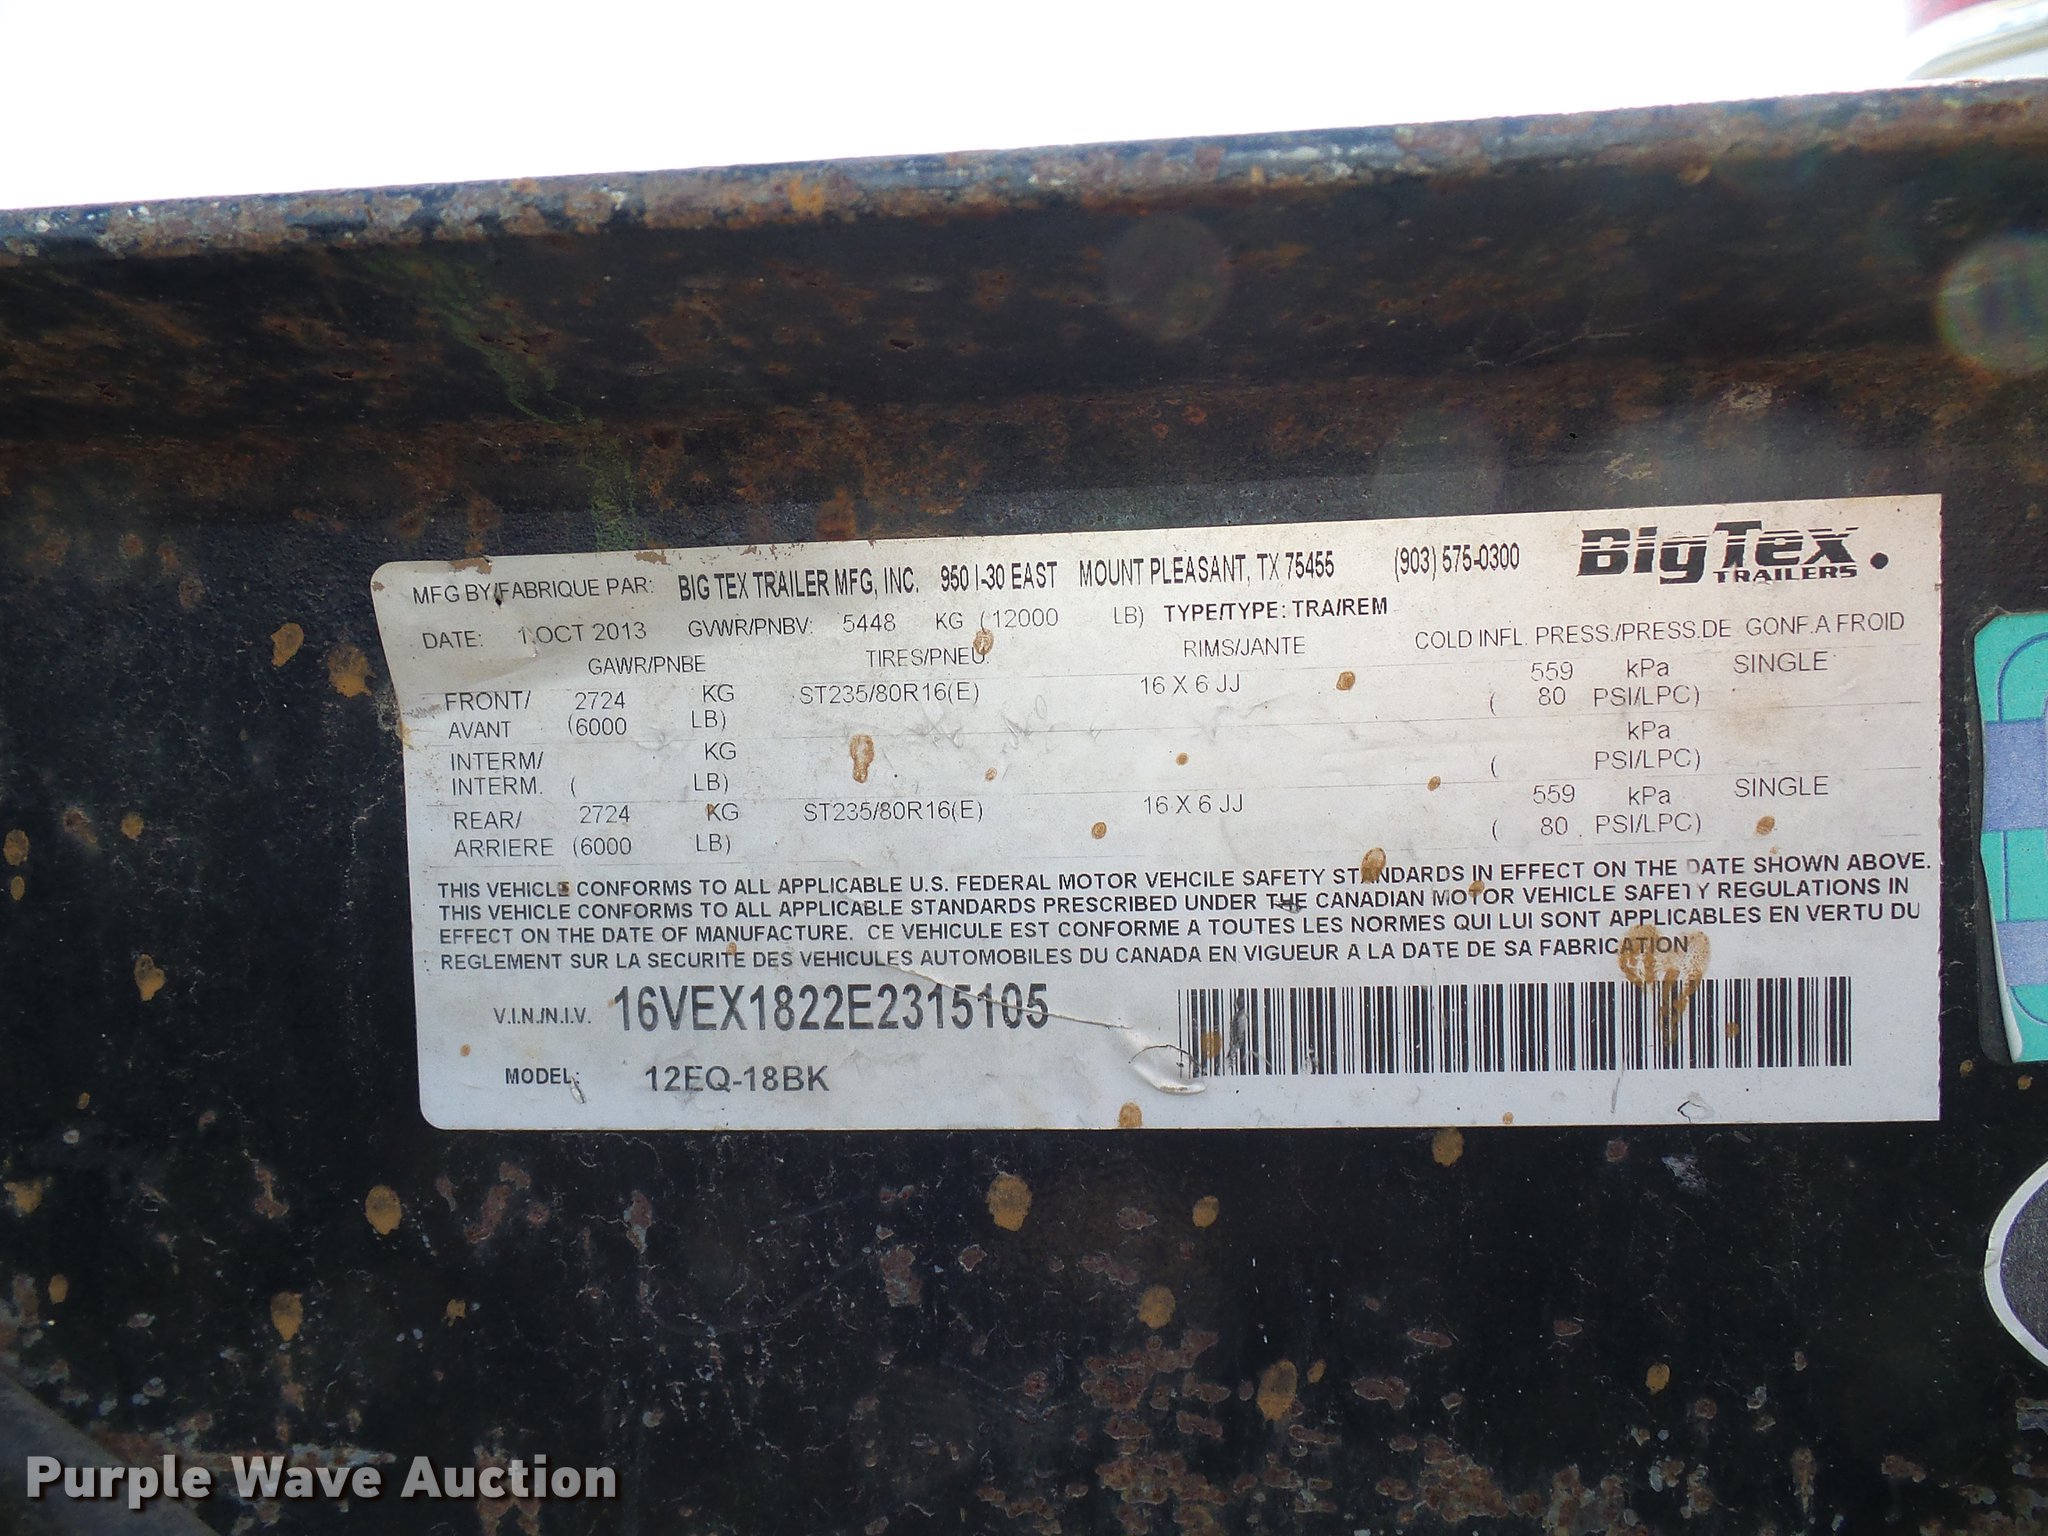 MFG BY/FABRIQUE PAR: BIG TEX TRAILER MFG, INC. 950 I-30 EAST MOUNT PLEASANT, TX 75455 (903) 575-0300 Big Tex TRAILERS
DATE: 1 OCT 2013 GVWR/PNBV: 5448 KG (12000 LB) TYPE/TYPE: TRA/REM
GAWR/PNBE TIRES/PNEU. RIMS/JANTE COLD INFL. PRESS./PRESS.DE GONF.A FROID
FRONT/ 2724 KG ST235/80R16(E) 16 X 6 JJ 559 kPa SINGLE
AVANT (6000 LB) ( 80 PSI/LPC)
INTERM/ KG kPa
INTERM. ( LB) ( PSI/LPC)
REAR/ 2724 KG ST235/80R16(E) 16 X 6 JJ 559 kPa SINGLE
ARRIERE (6000 LB) ( 80 PSI/LPC)
THIS VEHICLE CONFORMS TO ALL APPLICABLE U.S. FEDERAL MOTOR VEHCILE SAFETY STANDARDS IN EFFECT ON THE DATE SHOWN ABOVE.
THIS VEHICLE CONFORMS TO ALL APPLICABLE STANDARDS PRESCRIBED UNDER THE CANADIAN MOTOR VEHICLE SAFETY REGULATIONS IN
EFFECT ON THE DATE OF MANUFACTURE. CE VEHICULE EST CONFORME A TOUTES LES NORMES QUI LUI SONT APPLICABLES EN VERTU DU
REGLEMENT SUR LA SECURITE DES VEHICULES AUTOMOBILES DU CANADA EN VIGUEUR A LA DATE DE SA FABRICATION
V.I.N./N.I.V. 16VEX1822E2315105
MODEL: 12EQ-18BK
Purple Wave Auction